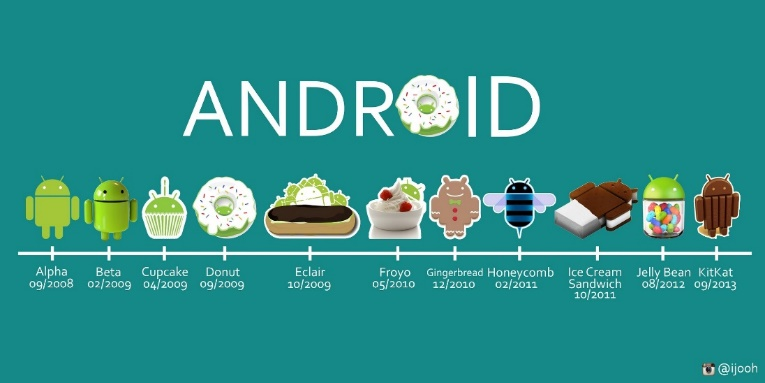 ANDROID
Alpha
09/2008
Beta
02/2009
Cupcake
04/2009
Donut
09/2009
Eclair
10/2009
Froyo
05/2010
Gingerbread
12/2010
Honeycomb
02/2011
Ice Cream
Sandwich
10/2011
Jelly Bean
08/2012
KitKat
09/2013
@ijooh